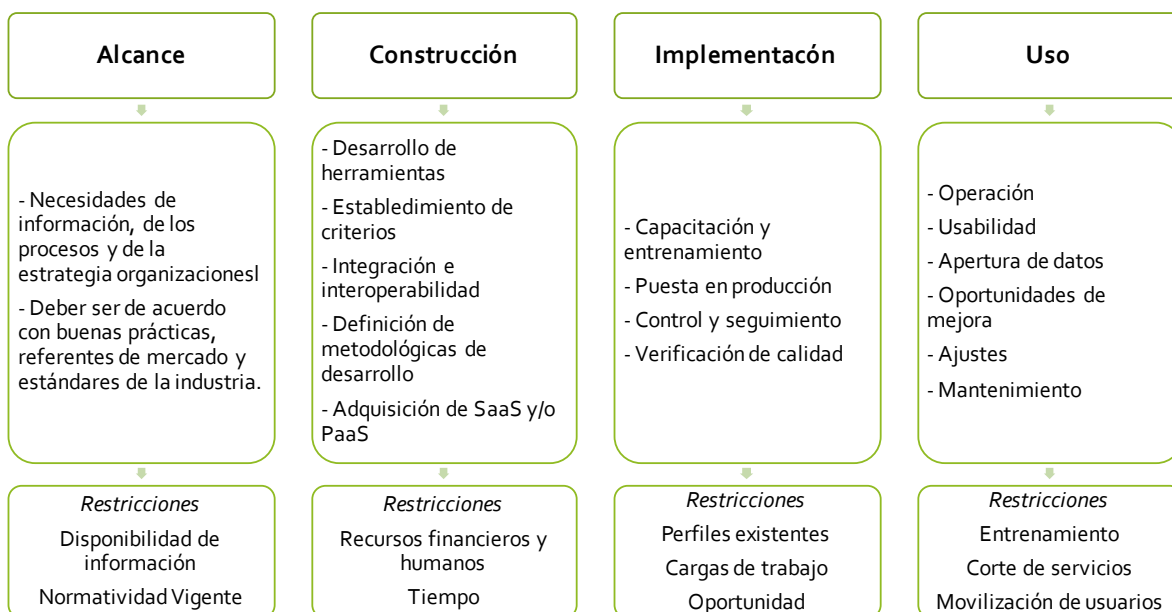 Alcance
- Necesidades de
información, de los
procesos y de la
estrategia organizacionesl
- Deber ser de acuerdo
con buenas prácticas,
referentes de mercado y
estándares de la industria.
Restricciones
Disponibilidad de
información
Normatividad Vigente
Construcción
- Desarrollo de
herramientas
- Establedimiento de
criterios
- Integración e
interoperabilidad
- Definición de
metodológicas de
desarrollo
- Adquisición de SaaS y/o
PaaS
Restricciones
Recursos financieros y
humanos
Tiempo
Implementacón
- Capacitación y
entrenamiento
- Puesta en producción
- Control y seguimiento
- Verificación de calidad
Restricciones
Perfiles existentes
Cargas de trabajo
Oportunidad
Uso
- Operación
- Usabilidad
- Apertura de datos
- Oportunidades de
mejora
- Ajustes
- Mantenimiento
Restricciones
Entrenamiento
Corte de servicios
Movilización de usuarios